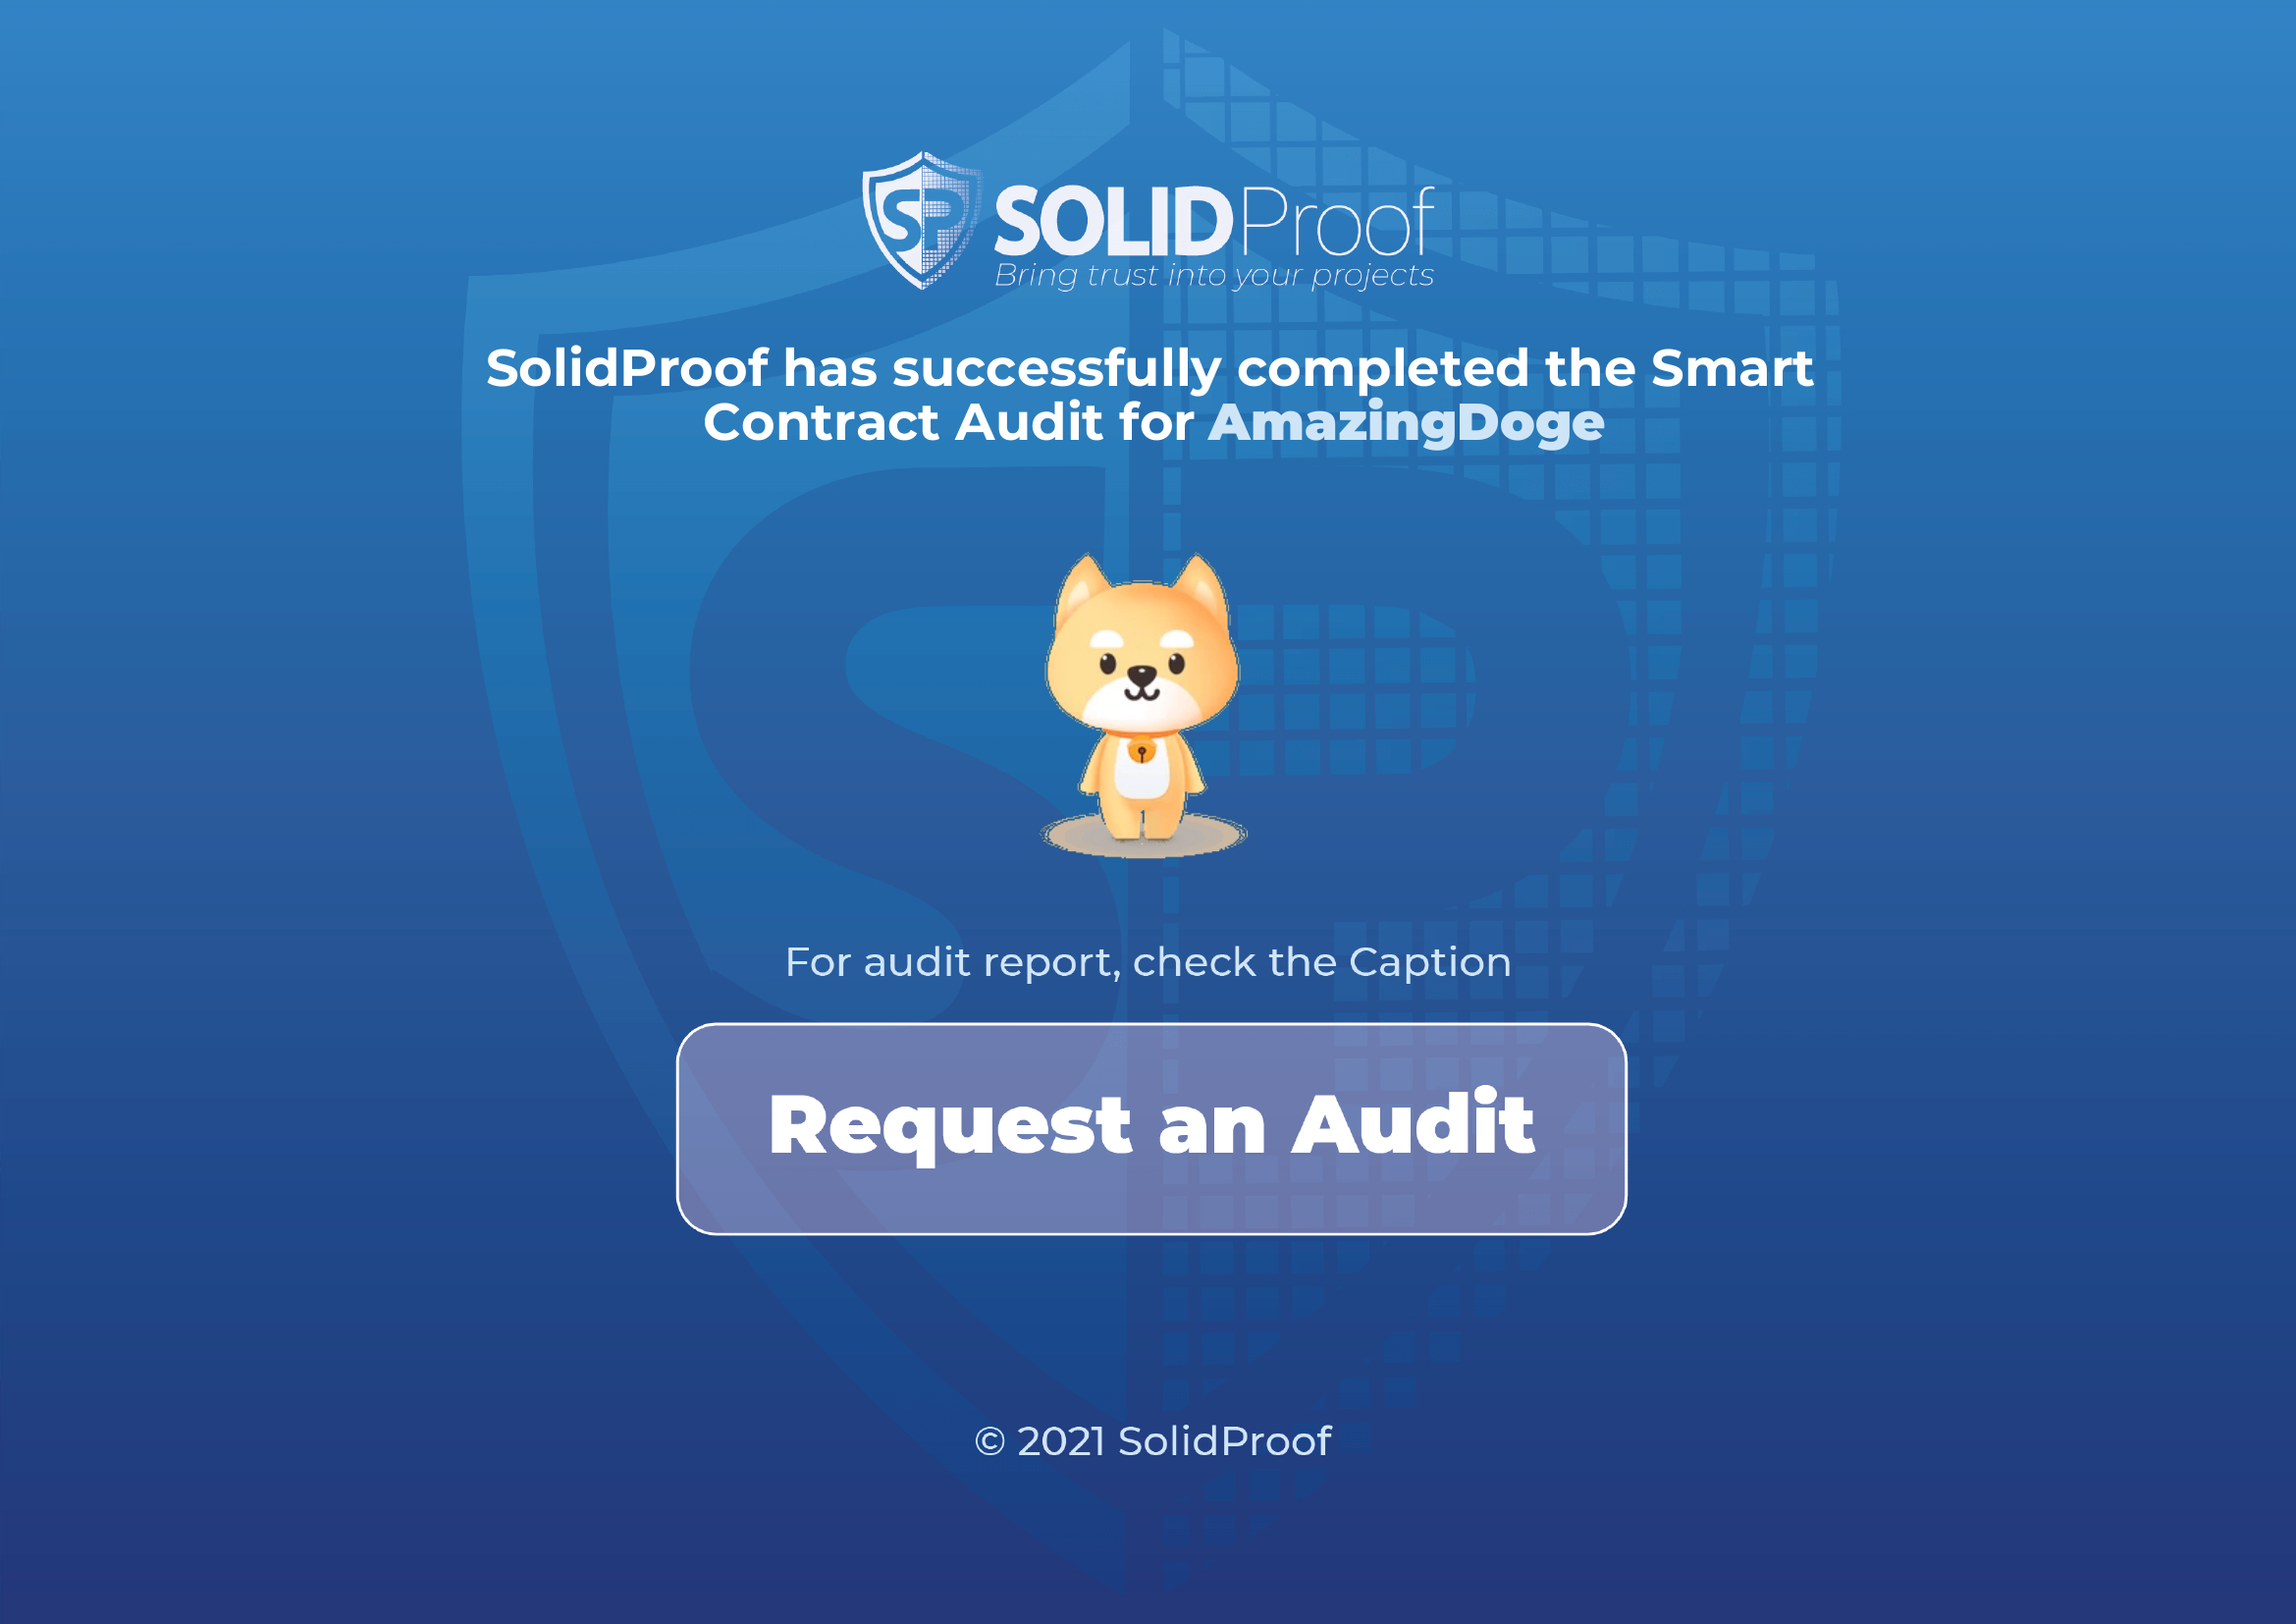 SP SOLIDProof
Bring trust into your projects
SolidProof has successfully completed the Smart
Contract Audit for AmazingDoge
For audit report, check the Caption
Request an Audit
© 2021 SolidProof